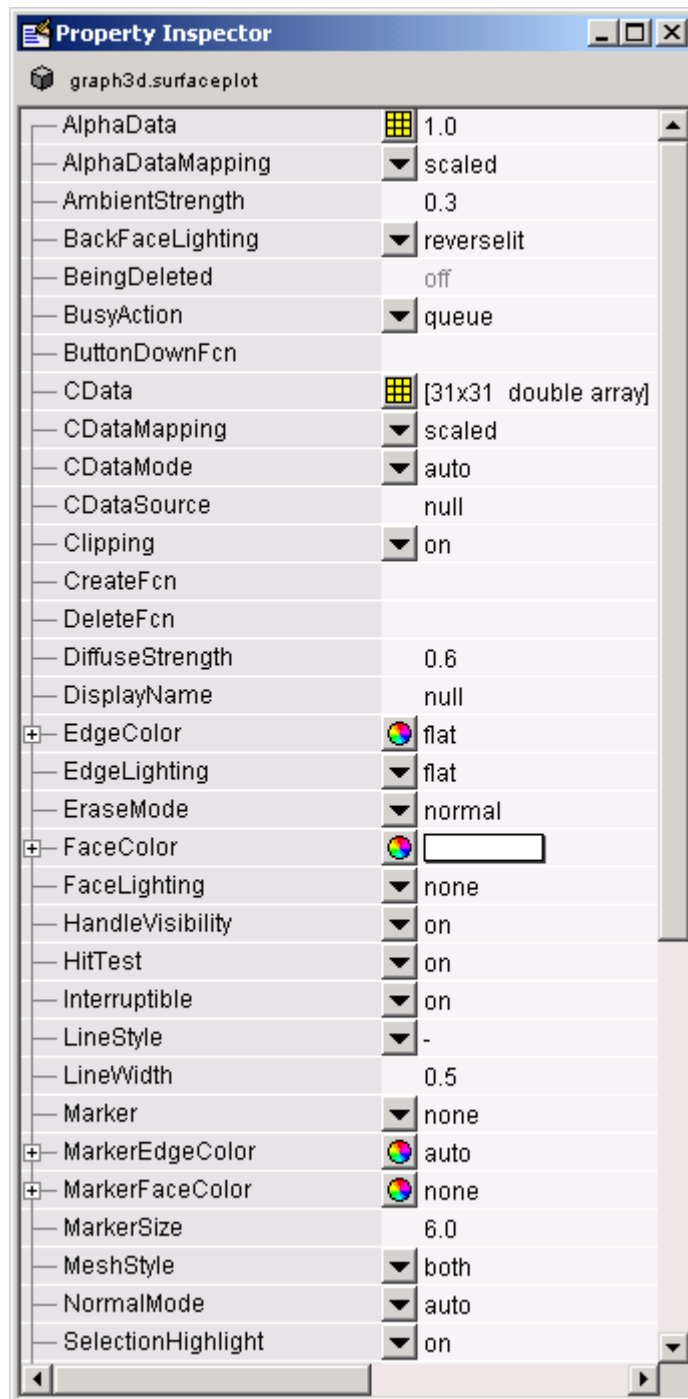 Property Inspector
graph3d.surfaceplot
AlphaData 1.0
AlphaDataMapping scaled
AmbientStrength 0.3
BackFaceLighting reverselit
BeingDeleted off
BusyAction queue
ButtonDownFcn
CData [31x31 double array]
CDataMapping scaled
CDataMode auto
CDataSource null
Clipping on
CreateFcn
DeleteFcn
DiffuseStrength 0.6
DisplayName null
EdgeColor flat
EdgeLighting flat
EraseMode normal
FaceColor
FaceLighting none
HandleVisibility on
HitTest on
Interruptible on
LineStyle -
LineWidth 0.5
Marker none
MarkerEdgeColor auto
MarkerFaceColor none
MarkerSize 6.0
MeshStyle both
NormalMode auto
SelectionHighlight on